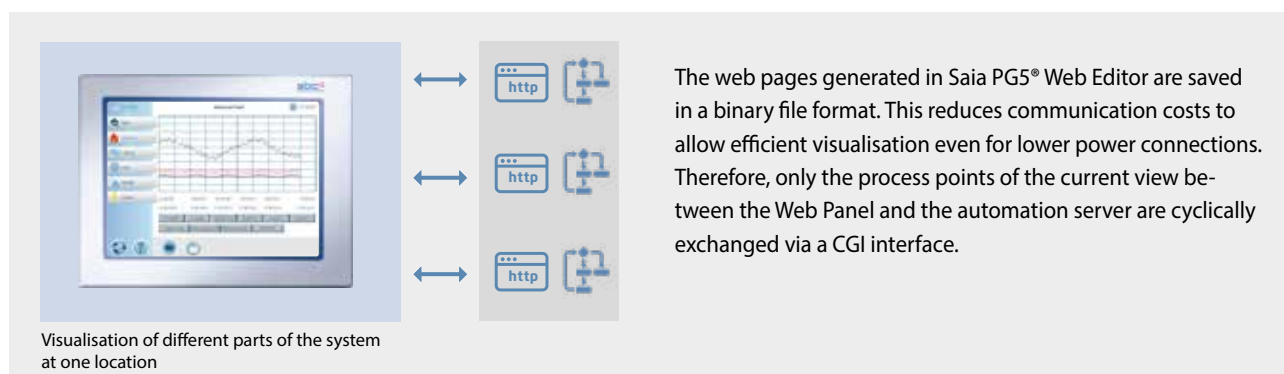 sbc
http
http
http
The web pages generated in Saia PG5® Web Editor are saved
in a binary file format. This reduces communication costs to
allow efficient visualisation even for lower power connections.
Therefore, only the process points of the current view be-
tween the Web Panel and the automation server are cyclically
exchanged via a CGI interface.
Visualisation of different parts of the system
at one location